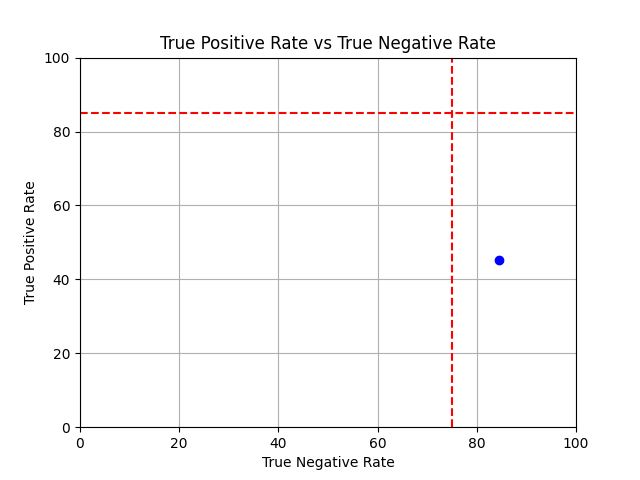 True Positive Rate vs True Negative Rate
100
80
60
40
20
0
True Positive Rate
0 20 40 60 80 100
True Negative Rate